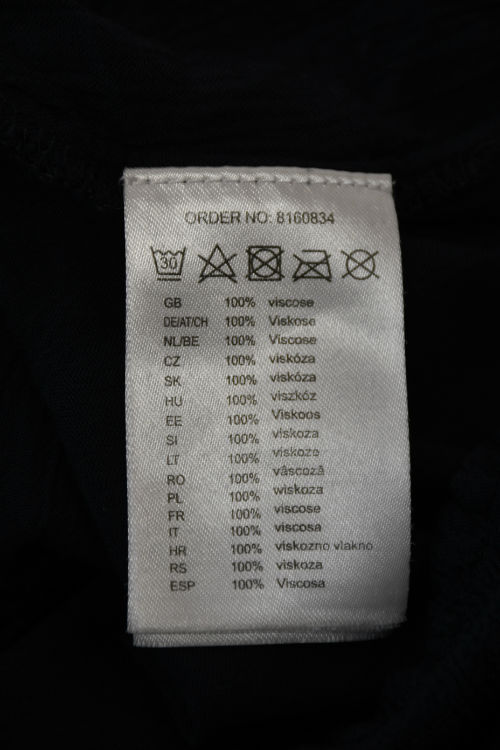 ORDER NO: 8160834
30
GB 100% viscose
DE/AT/CH 100% Viskose
NL/BE 100% Viscose
CZ 100% viskóza
SK 100% viskóza
HU 100% viszkóz
EE 100% Viskoos
SI 100% viskoza
LT 100% viskozė
RO 100% vâscoză
PL 100% wiskoza
FR 100% viscose
IT 100% viscosa
HR 100% viskozno vlakno
RS 100% viskoza
ESP 100% Viscosa